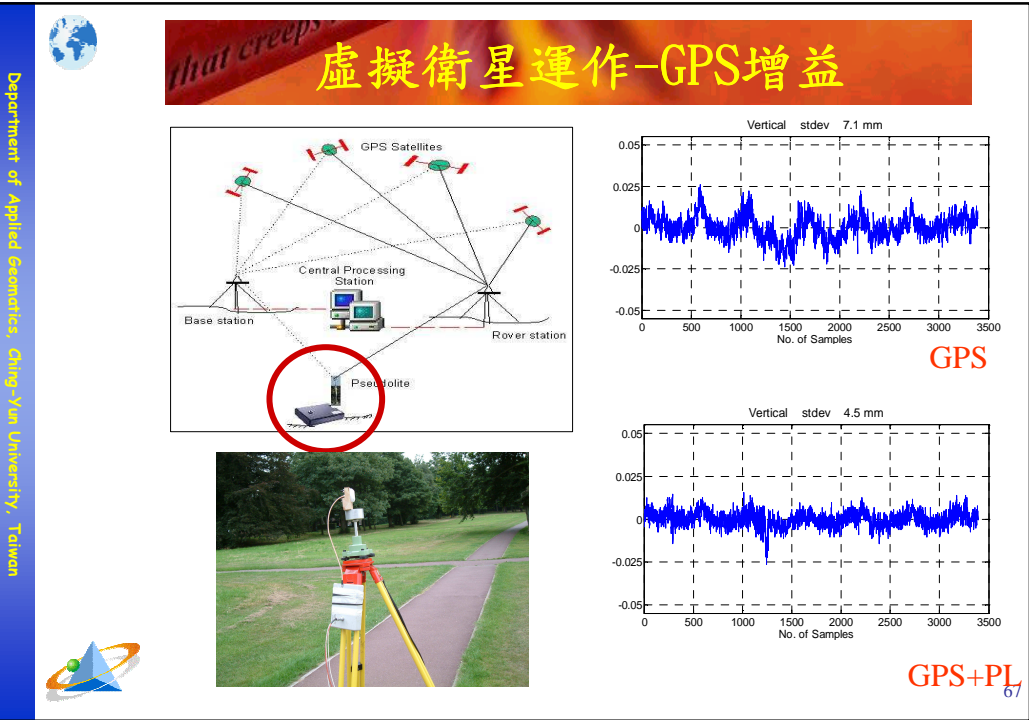 that creeps
虛擬衛星運作-GPS增益
Department of Applied Geomatics, Ching-Yun University, Taiwan
GPS Satellites
Central Processing
Station
Base station
Rover station
Pseudolite
Vertical stdev 7.1 mm
0.05
0.025
0
-0.025
-0.05
0 500 1000 1500 2000 2500 3000 3500
No. of Samples
GPS
Vertical stdev 4.5 mm
0.05
0.025
0
-0.025
-0.05
0 500 1000 1500 2000 2500 3000 3500
No. of Samples
GPS+PL
67